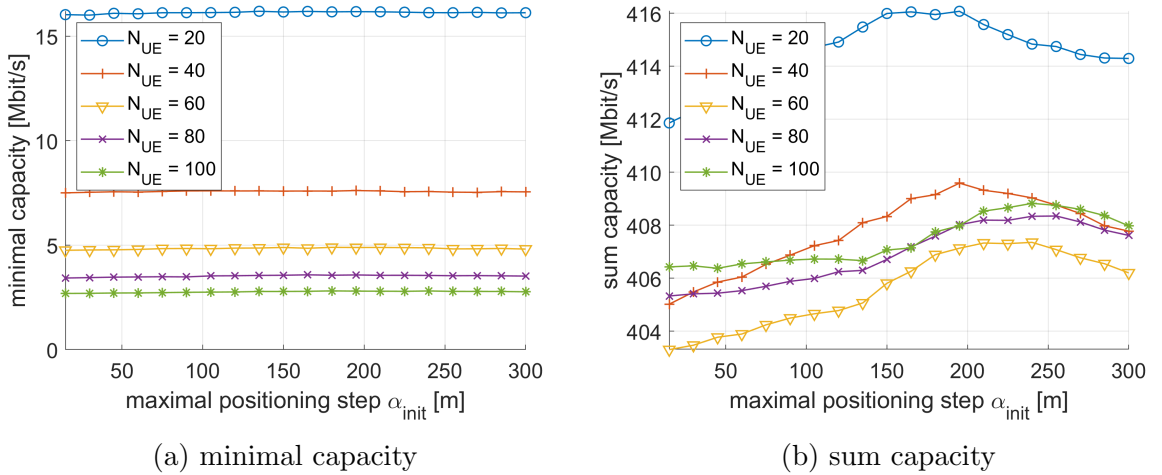 minimal capacity [Mbit/s]
15
10
5
0
50
100
150
200
250
300
maximal positioning step α_init [m]
N_UE = 20
N_UE = 40
N_UE = 60
N_UE = 80
N_UE = 100
(a) minimal capacity
sum capacity [Mbit/s]
416
414
412
410
408
406
404
50
100
150
200
250
300
maximal positioning step α_init [m]
N_UE = 20
N_UE = 40
N_UE = 60
N_UE = 80
N_UE = 100
(b) sum capacity